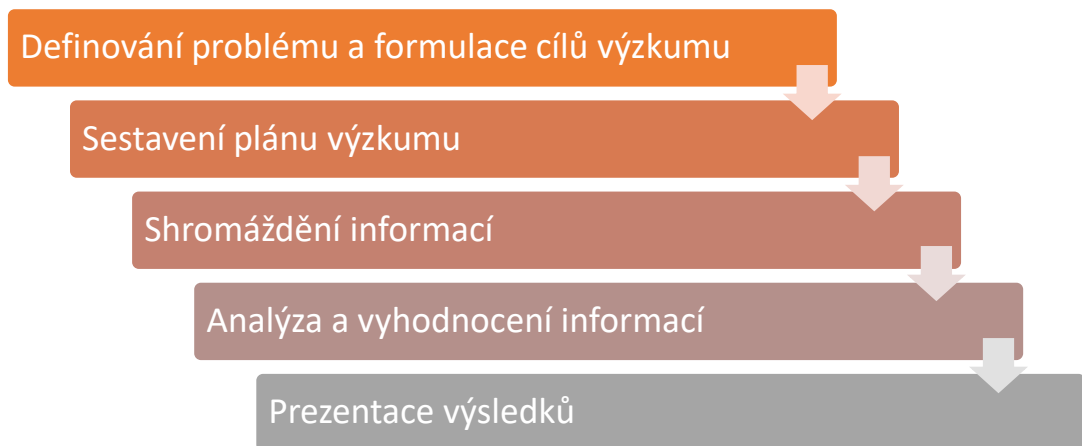 Definování problému a formulace cílů výzkumu
Sestavení plánu výzkumu
Shromáždění informací
Analýza a vyhodnocení informací
Prezentace výsledků